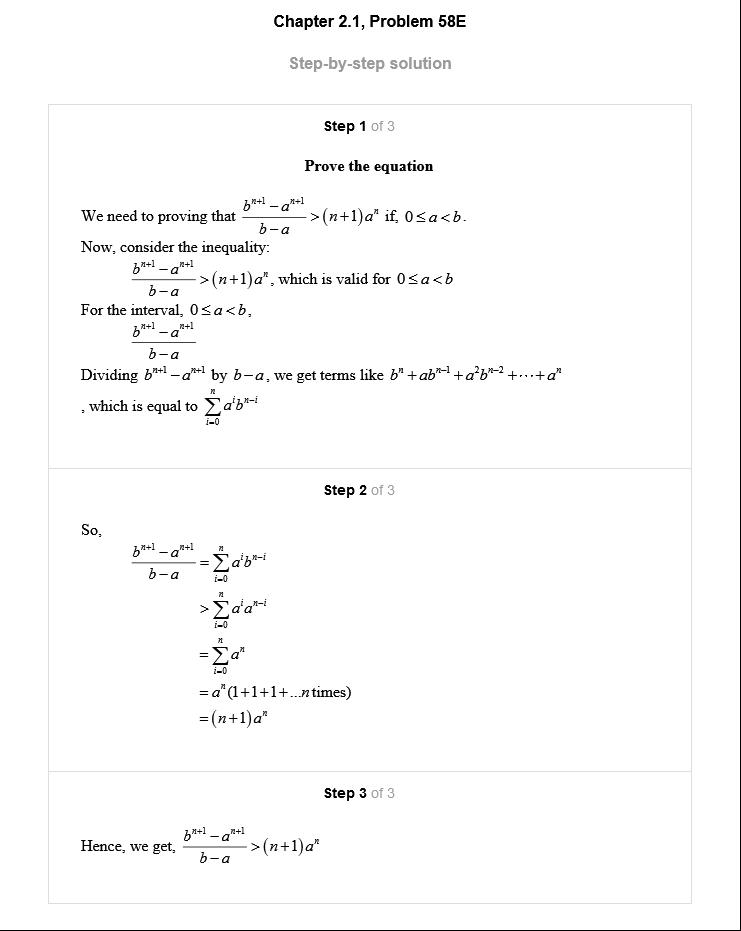 Chapter 2.1, Problem 58E
Step-by-step solution
Step 1 of 3
Prove the equation
We need to proving that \frac{b^{n+1}-a^{n+1}}{b-a}>(n+1)a^n if, 0≤a<b.
Now, consider the inequality:
\frac{b^{n+1}-a^{n+1}}{b-a}>(n+1)a^n, which is valid for 0≤a<b
For the interval, 0≤a<b,
\frac{b^{n+1}-a^{n+1}}{b-a}
Dividing b^{n+1}-a^{n+1} by b-a, we get terms like b^n+ab^{n-1}+a^2b^{n-2}+⋯+a^n
, which is equal to \sum_{i=0}^{n}a^ib^{n-i}
Step 2 of 3
So,
\frac{b^{n+1}-a^{n+1}}{b-a}=\sum_{i=0}^{n}a^ib^{n-i}
>\sum_{i=0}^{n}a^ia^{n-i}
=\sum_{i=0}^{n}a^n
=a^n(1+1+1+...n times)
=(n+1)a^n
Step 3 of 3
Hence, we get, \frac{b^{n+1}-a^{n+1}}{b-a}>(n+1)a^n